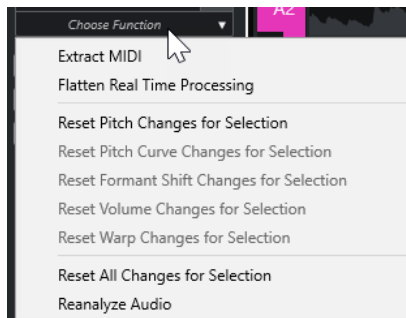 A2
Choose Function
Extract MIDI
Flatten Real Time Processing
Reset Pitch Changes for Selection
Reset Pitch Curve Changes for Selection
Reset Formant Shift Changes for Selection
Reset Volume Changes for Selection
Reset Warp Changes for Selection
Reset All Changes for Selection
Reanalyze Audio